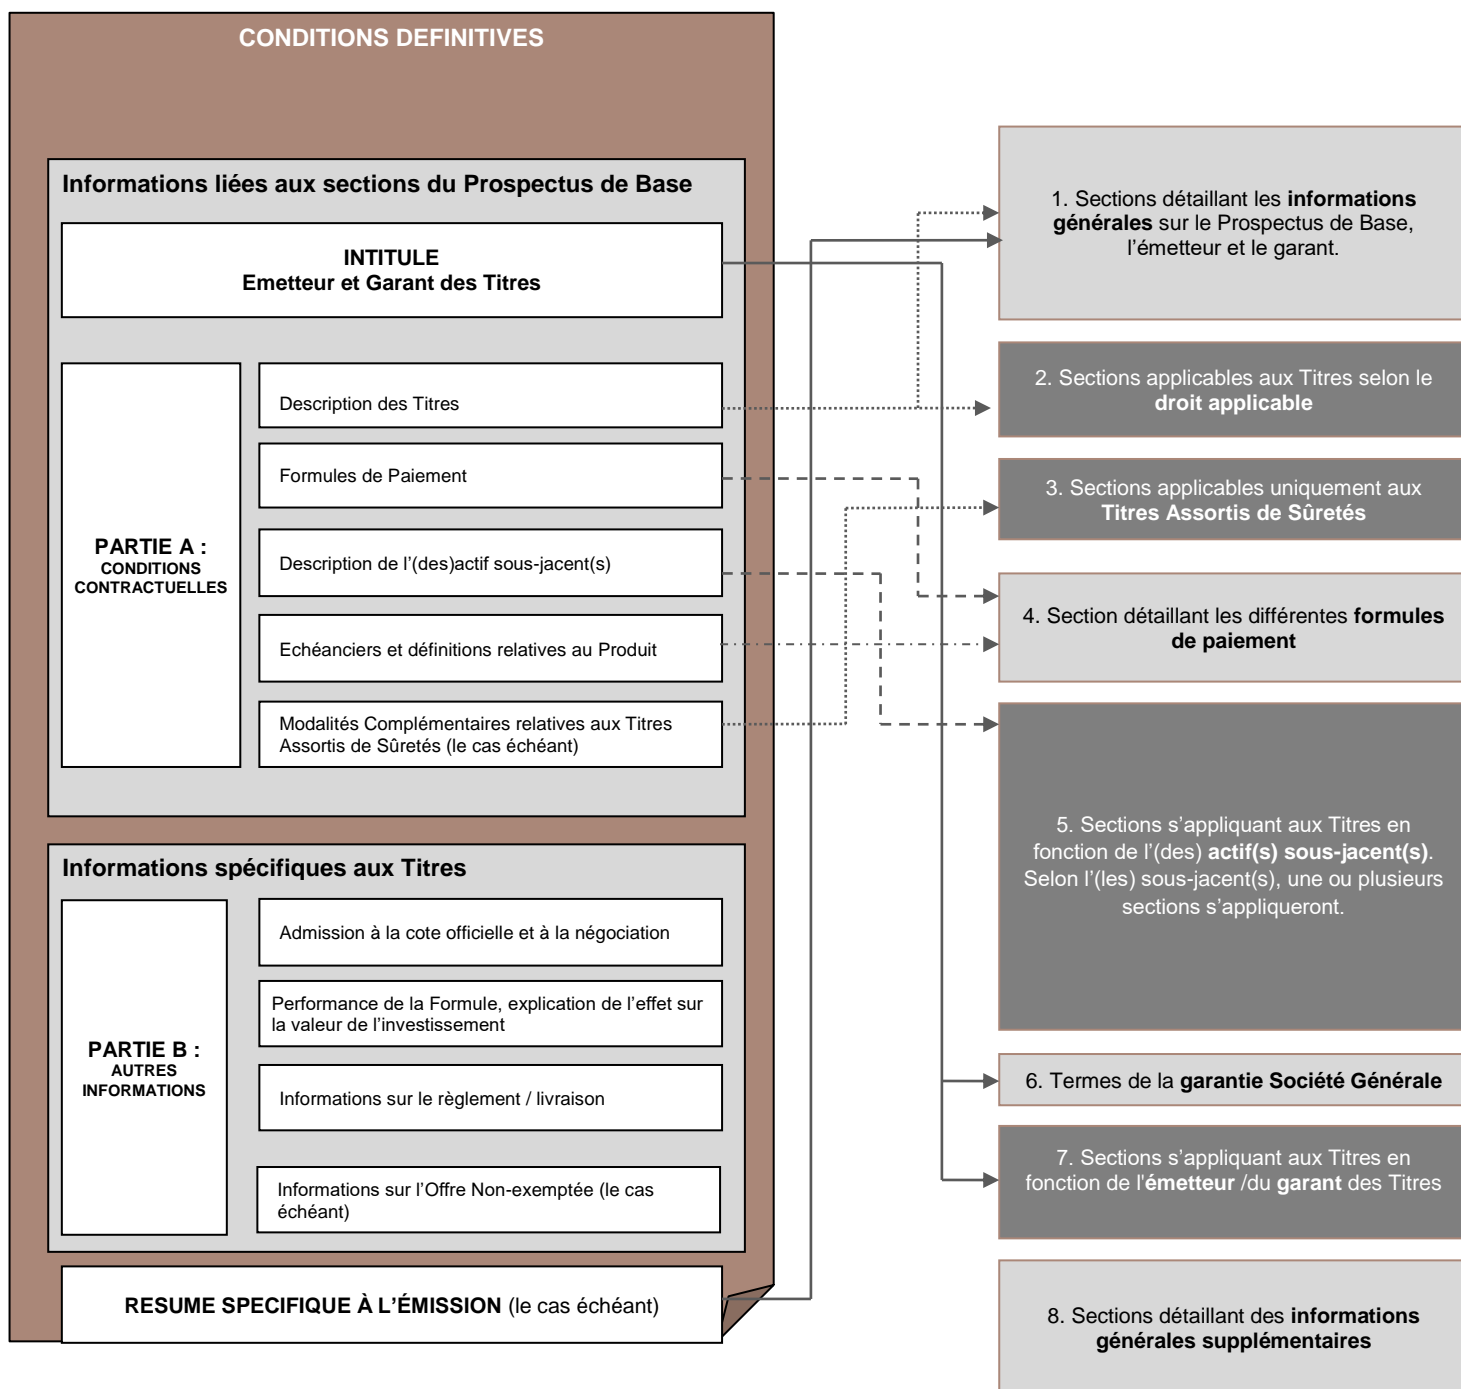 CONDITIONS DEFINITIVES
Informations liées aux sections du Prospectus de Base
INTITULE
Emetteur et Garant des Titres
PARTIE A :
CONDITIONS
CONTRACTUELLES
Description des Titres
Formules de Paiement
Description de l’(des)actif sous-jacent(s)
Echéanciers et définitions relatives au Produit
Modalités Complémentaires relatives aux Titres
Assortis de Sûretés (le cas échéant)
Informations spécifiques aux Titres
PARTIE B :
AUTRES
INFORMATIONS
Admission à la cote officielle et à la négociation
Performance de la Formule, explication de l’effet sur
la valeur de l’investissement
Informations sur le règlement / livraison
Informations sur l’Offre Non-exemptée (le cas
échéant)
RESUME SPECIFIQUE À L’ÉMISSION (le cas échéant)
1. Sections détaillant les informations
générales sur le Prospectus de Base,
l’émetteur et le garant.
2. Sections applicables aux Titres selon le
droit applicable
3. Sections applicables uniquement aux
Titres Assortis de Sûretés
4. Section détaillant les différentes formules
de paiement
5. Sections s’appliquant aux Titres en
fonction de l’(des) actif(s) sous-jacent(s).
Selon l’(les) sous-jacent(s), une ou plusieurs
sections s’appliqueront.
6. Termes de la garantie Société Générale
7. Sections s’appliquant aux Titres en
fonction de l'émetteur /du garant des Titres
8. Sections détaillant des informations
générales supplémentaires